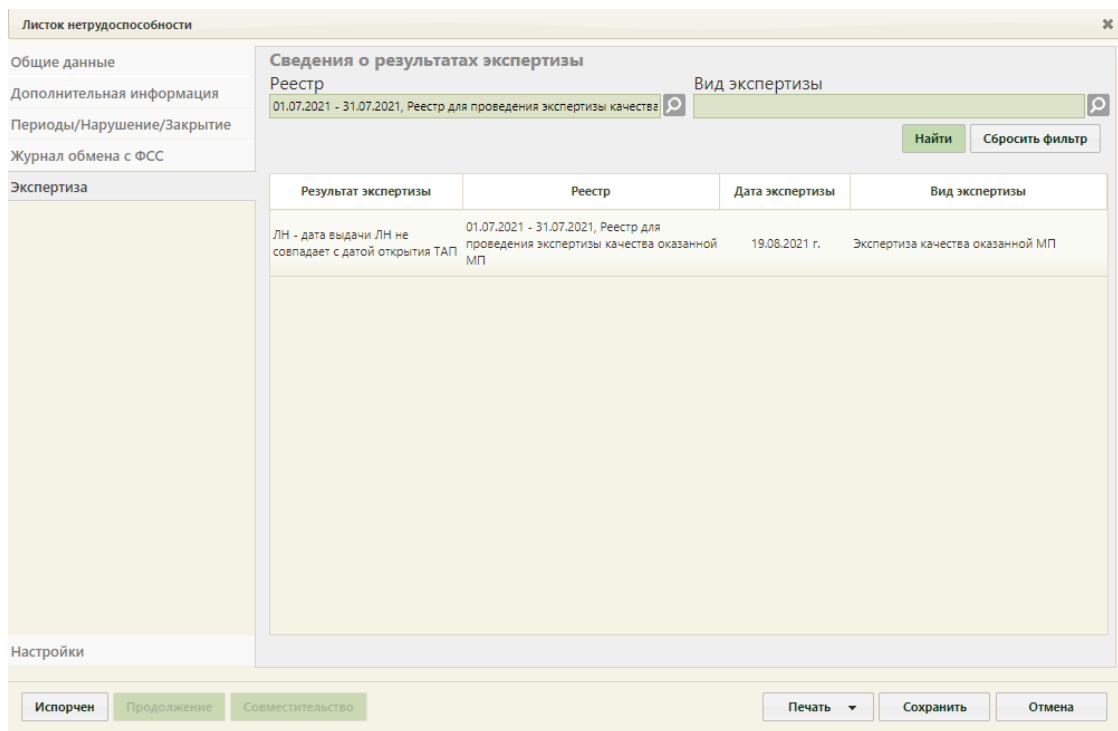 Листок нетрудоспособности
Общие данные
Дополнительная информация
Периоды/Нарушение/Закрытие
Журнал обмена с ФСС
Экспертиза
Настройки
Сведения о результатах экспертизы
Реестр
Вид экспертизы
01.07.2021 - 31.07.2021, Реестр для проведения экспертизы качества
Найти
Сбросить фильтр
Результат экспертизы
Реестр
Дата экспертизы
Вид экспертизы
ЛН - дата выдачи ЛН не
совпадает с датой открытия ТАП
01.07.2021 - 31.07.2021, Реестр для
проведения экспертизы качества оказанной
МП
19.08.2021 г.
Экспертиза качества оказанной МП
Испорчен
Продолжение
Совместительство
Печать
Сохранить
Отмена